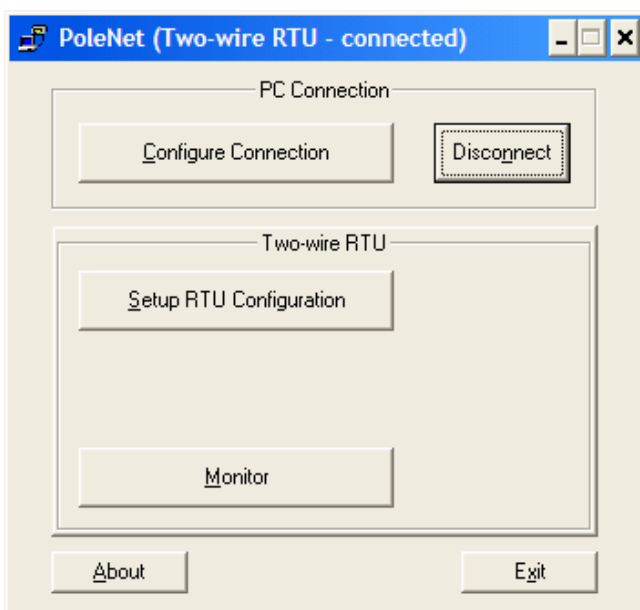 PoleNet (Two-wire RTU - connected)
PC Connection
Configure Connection
Disconnect
Two-wire RTU
Setup RTU Configuration
Monitor
About
Exit